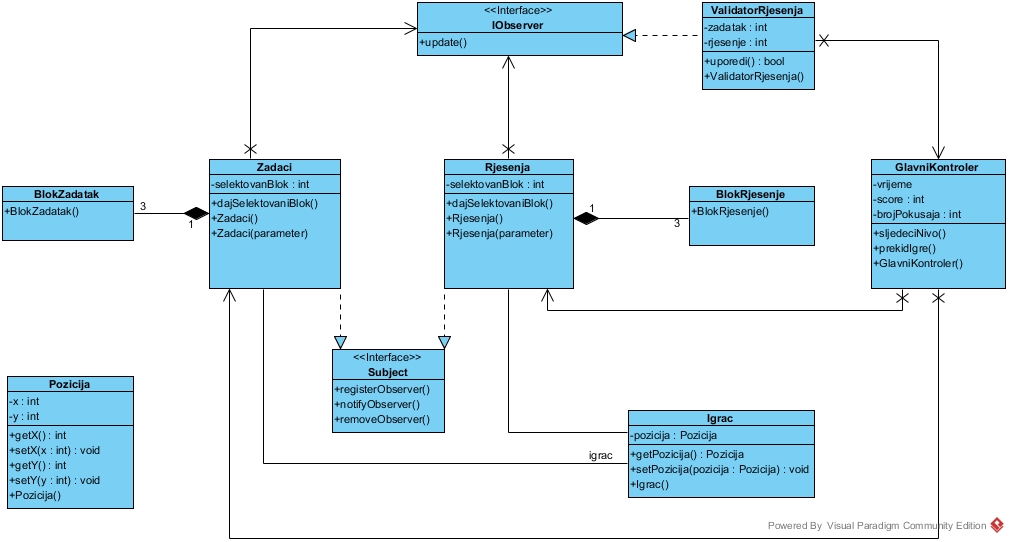 <<Interface>>
IObserver
+update()
ValidatorRjesenja
-zadatak : int
-rjesenje : int
+uporedi() : bool
+ValidatorRjesenja()
Zadaci
-selektovanBlok : int
+dajSelektovaniBlok()
+Zadaci()
+Zadaci(parameter)
Rjesenja
-selektovanBlok : int
+dajSelektovaniBlok()
+Rjesenja()
+Rjesenja(parameter)
GlavniKontroler
-vrijeme
-score : int
-brojPokusaja : int
+sljedeciNivo()
+prekidIgre()
+GlavniKontroler()
BlokZadatak
+BlokZadatak()
3
1
BlokRjesenje
+BlokRjesenje()
1
3
<<Interface>>
Subject
+registerObserver()
+notifyObserver()
+removeObserver()
Pozicija
-x : int
-y : int
+getX() : int
+setX(x : int) : void
+getY() : int
+setY(y : int) : void
+Pozicija()
Igrac
-pozicija : Pozicija
+getPozicija() : Pozicija
+setPozicija(pozicija : Pozicija) : void
+Igrac()
igrac
Powered By Visual Paradigm Community Edition